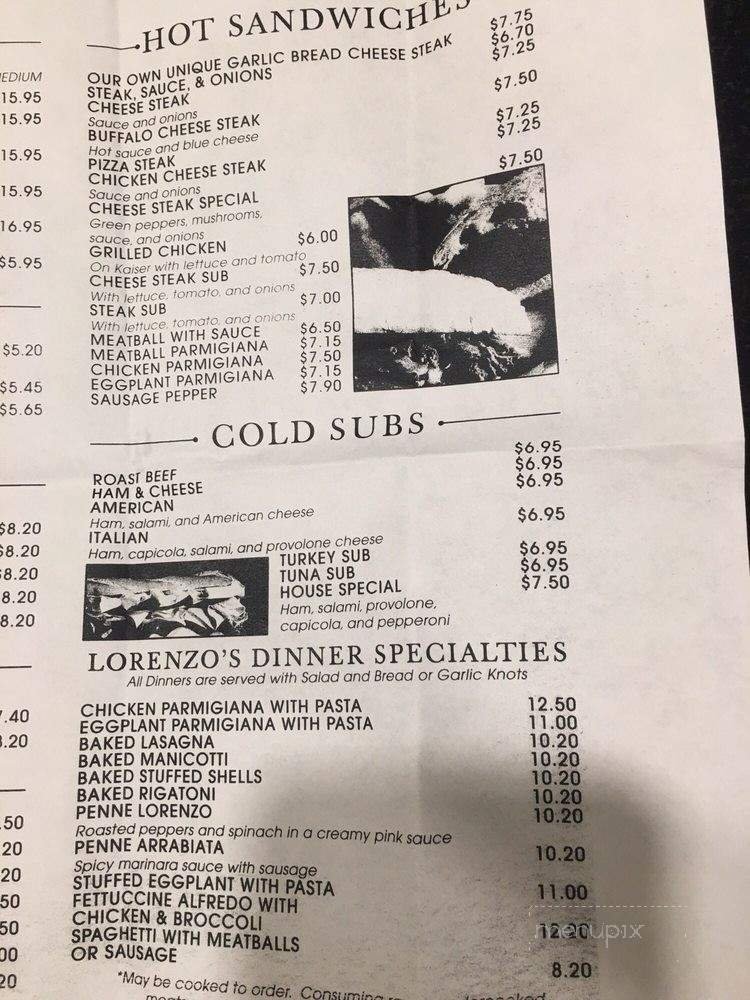 HOT SANDWICHES
OUR OWN UNIQUE GARLIC BREAD CHEESE STEAK $7.75
STEAK, SAUCE, & ONIONS $6.70
CHEESE STEAK $7.25
Sauce and onions
BUFFALO CHEESE STEAK $7.50
Hot sauce and blue cheese
PIZZA STEAK $7.25
CHICKEN CHEESE STEAK $7.25
Sauce and onions
CHEESE STEAK SPECIAL $7.50
Green peppers, mushrooms,
sauce, and onions
GRILLED CHICKEN $6.00
On Kaiser with lettuce and tomato
CHEESE STEAK SUB $7.50
With lettuce, tomato, and onions
STEAK SUB $7.00
With lettuce, tomato, and onions
MEATBALL WITH SAUCE $6.50
MEATBALL PARMIGIANA $7.15
CHICKEN PARMIGIANA $7.50
EGGPLANT PARMIGIANA $7.15
SAUSAGE PEPPER $7.90
COLD SUBS
ROAST BEEF $6.95
HAM & CHEESE $6.95
AMERICAN $6.95
Ham, salami, and American cheese
ITALIAN $6.95
Ham, capicola, salami, and provolone cheese
TURKEY SUB $6.95
TUNA SUB $6.95
HOUSE SPECIAL $7.50
Ham, salami, provolone,
capicola, and pepperoni
LORENZO'S DINNER SPECIALTIES
All Dinners are served with Salad and Bread or Garlic Knots
CHICKEN PARMIGIANA WITH PASTA 12.50
EGGPLANT PARMIGIANA WITH PASTA 11.00
BAKED LASAGNA 10.20
BAKED MANICOTTI 10.20
BAKED STUFFED SHELLS 10.20
BAKED RIGATONI 10.20
PENNE LORENZO 10.20
Roasted peppers and spinach in a creamy pink sauce
PENNE ARRABIATA 10.20
Spicy marinara sauce with sausage
STUFFED EGGPLANT WITH PASTA 11.00
FETTUCCINE ALFREDO WITH
CHICKEN & BROCCOLI 12.20
SPAGHETTI WITH MEATBALLS
OR SAUSAGE 8.20
*May be cooked to order. Consuming
menupix
EDIUM
15.95
15.95
15.95
15.95
16.95
$5.95
$5.20
$5.45
$5.65
$8.20
$8.20
$8.20
8.20
8.20
.40
.20
.50
20
20
50
50
00
20